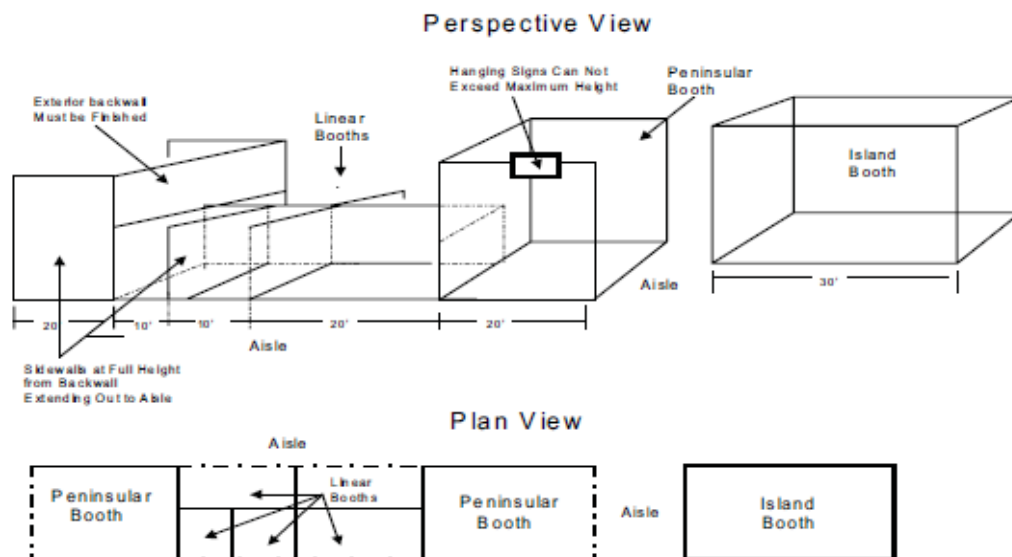 Perspective View
Hanging Signs Can Not
Exceed Maximum Height
Peninsular
Booth
Exterior backwall
Must be Finished
Linear
Booths
Island
Booth
Aisle
30'
20'
10'
10'
20'
20'
Aisle
Sidewalls at Full Height
from Backwall
Extending Out to Aisle
Plan View
Aisle
Peninsular
Booth
Linear
Booths
Peninsular
Booth
Aisle
Island
Booth